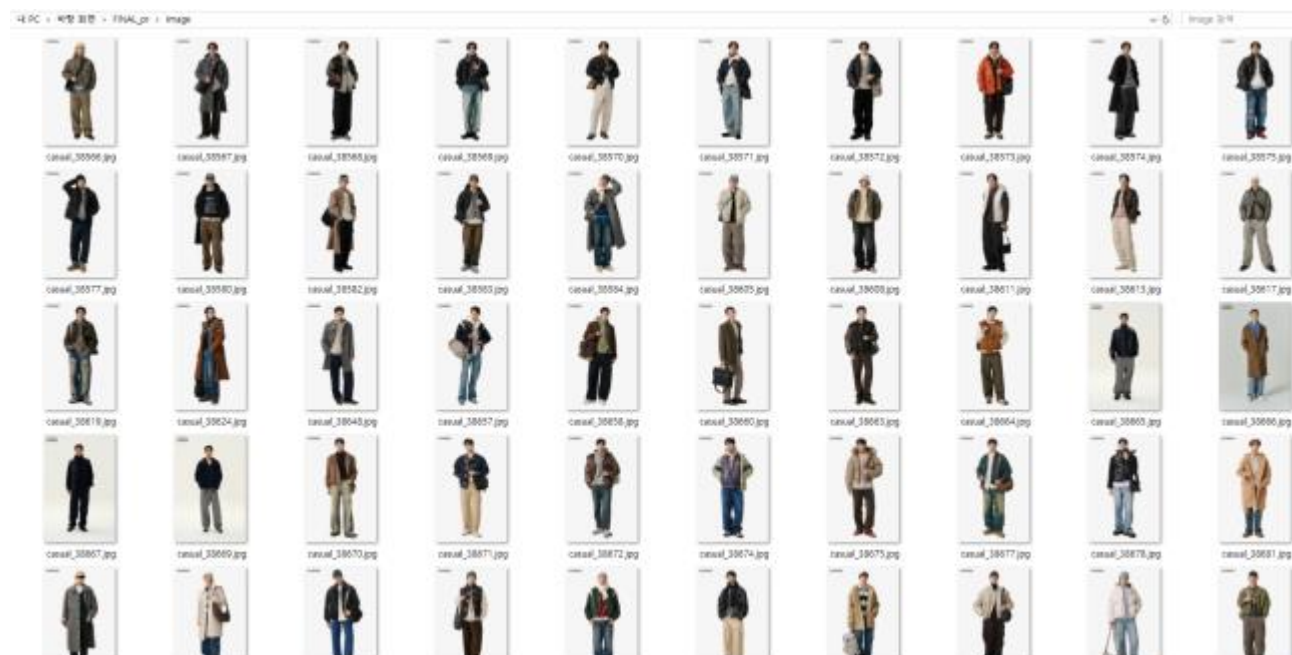 내 PC > 바탕 화면 > FINAL_pr > image
image 검색
casual_38566.jpg casual_38567.jpg casual_38568.jpg casual_38569.jpg casual_38570.jpg casual_38571.jpg casual_38572.jpg casual_38573.jpg casual_38574.jpg casual_38575.jpg
casual_38577.jpg casual_38580.jpg casual_38582.jpg casual_38583.jpg casual_38584.jpg casual_38605.jpg casual_38608.jpg casual_38611.jpg casual_38613.jpg casual_38617.jpg
casual_38619.jpg casual_38624.jpg casual_38648.jpg casual_38657.jpg casual_38658.jpg casual_38660.jpg casual_38663.jpg casual_38664.jpg casual_38665.jpg casual_38666.jpg
casual_38667.jpg casual_38669.jpg casual_38670.jpg casual_38671.jpg casual_38672.jpg casual_38674.jpg casual_38675.jpg casual_38677.jpg casual_38678.jpg casual_38681.jpg